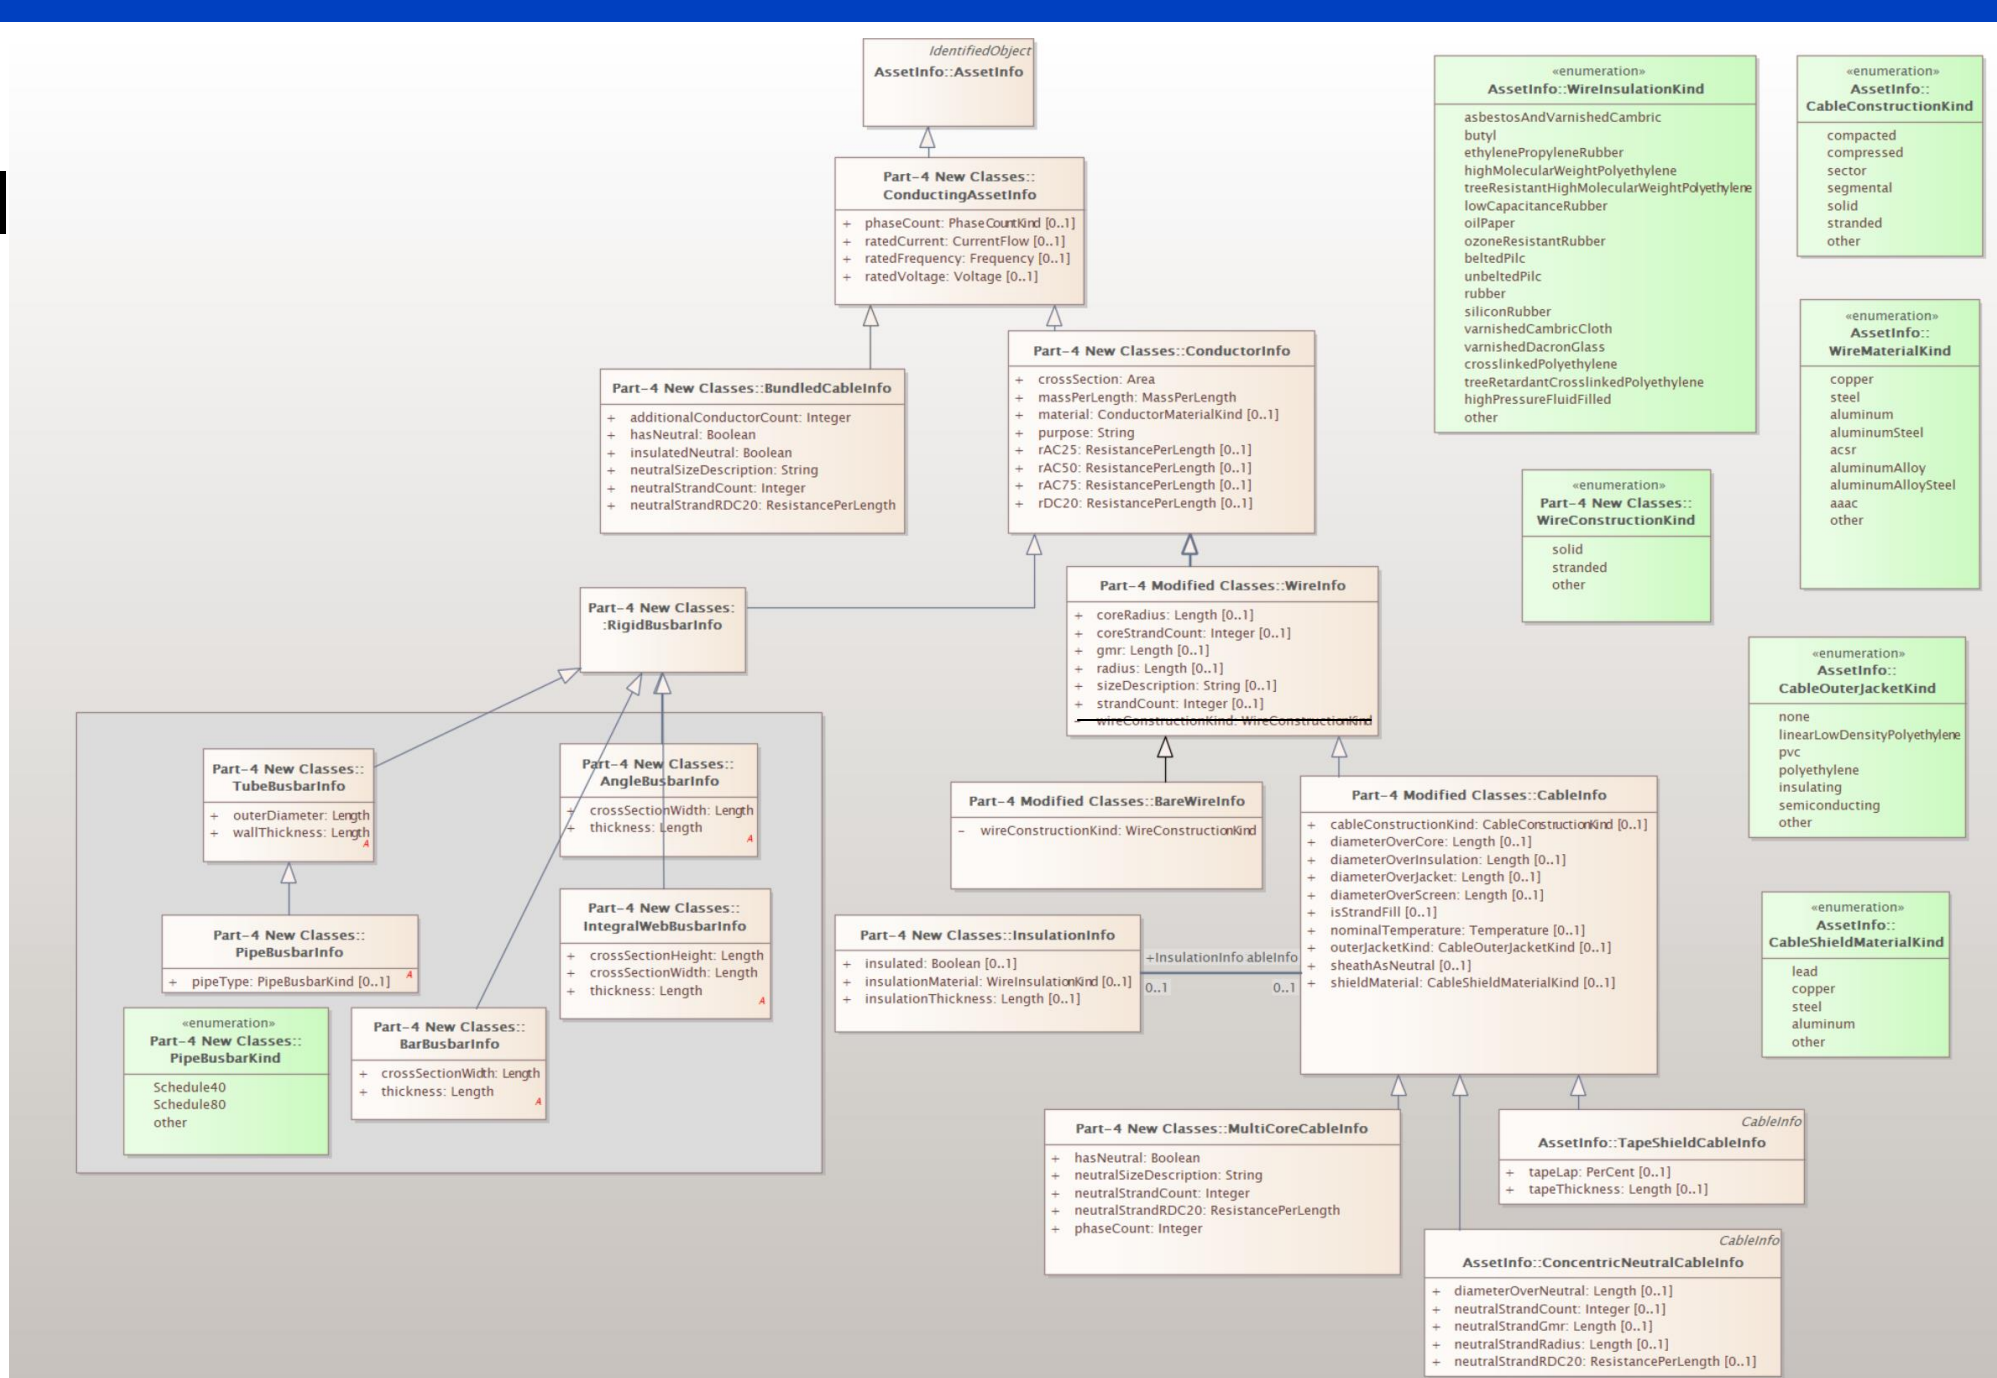 IdentifiedObject
AssetInfo::AssetInfo
Part-4 New Classes::
ConductingAssetInfo
+ phaseCount: PhaseCountKind [0..1]
+ ratedCurrent: CurrentFlow [0..1]
+ ratedFrequency: Frequency [0..1]
+ ratedVoltage: Voltage [0..1]
Part-4 New Classes::BundledCableInfo
+ additionalConductorCount: Integer
+ hasNeutral: Boolean
+ insulatedNeutral: Boolean
+ neutralSizeDescription: String
+ neutralStrandCount: Integer
+ neutralStrandRDC20: ResistancePerLength
Part-4 New Classes::ConductorInfo
+ crossSection: Area
+ massPerLength: MassPerLength
+ material: ConductorMaterialKind [0..1]
+ purpose: String
+ rAC25: ResistancePerLength [0..1]
+ rAC50: ResistancePerLength [0..1]
+ rAC75: ResistancePerLength [0..1]
+ rDC20: ResistancePerLength [0..1]
Part-4 New Classes:
:RigidBusbarInfo
Part-4 Modified Classes::WireInfo
+ coreRadius: Length [0..1]
+ coreStrandCount: Integer [0..1]
+ gmr: Length [0..1]
+ radius: Length [0..1]
+ sizeDescription: String [0..1]
+ strandCount: Integer [0..1]
- wireConstructionKind: WireConstructionKind
Part-4 New Classes::
TubeBusbarInfo
+ outerDiameter: Length
+ wallThickness: Length
A
Part-4 New Classes::
AngleBusbarInfo
+ crossSectionWidth: Length
+ thickness: Length
A
Part-4 New Classes::
PipeBusbarInfo
+ pipeType: PipeBusbarKind [0..1]
A
Part-4 New Classes::
IntegralWebBusbarInfo
+ crossSectionHeight: Length
+ crossSectionWidth: Length
+ thickness: Length
A
«enumeration»
Part-4 New Classes::
PipeBusbarKind
Schedule40
Schedule80
other
Part-4 New Classes::
BarBusbarInfo
+ crossSectionWidth: Length
+ thickness: Length
A
Part-4 Modified Classes::BareWireInfo
- wireConstructionKind: WireConstructionKind
Part-4 Modified Classes::CableInfo
+ cableConstructionKind: CableConstructionKind [0..1]
+ diameterOverCore: Length [0..1]
+ diameterOverInsulation: Length [0..1]
+ diameterOverJacket: Length [0..1]
+ diameterOverScreen: Length [0..1]
+ isStrandFill [0..1]
+ nominalTemperature: Temperature [0..1]
+ outerJacketKind: CableOuterJacketKind [0..1]
+ sheathAsNeutral [0..1]
+ shieldMaterial: CableShieldMaterialKind [0..1]
Part-4 New Classes::InsulationInfo
+ insulated: Boolean [0..1]
+ insulationMaterial: WireInsulationKind [0..1]
+ insulationThickness: Length [0..1]
+InsulationInfo ableInfo
0..1 0..1
Part-4 New Classes::MultiCoreCableInfo
+ hasNeutral: Boolean
+ neutralSizeDescription: String
+ neutralStrandCount: Integer
+ neutralStrandRDC20: ResistancePerLength
+ phaseCount: Integer
CableInfo
AssetInfo::TapeShieldCableInfo
+ tapeLap: PerCent [0..1]
+ tapeThickness: Length [0..1]
CableInfo
AssetInfo::ConcentricNeutralCableInfo
+ diameterOverNeutral: Length [0..1]
+ neutralStrandCount: Integer [0..1]
+ neutralStrandGmr: Length [0..1]
+ neutralStrandRadius: Length [0..1]
+ neutralStrandRDC20: ResistancePerLength [0..1]
«enumeration»
AssetInfo::WireInsulationKind
asbestosAndVarnishedCambric
butyl
ethylenePropyleneRubber
highMolecularWeightPolyethylene
treeResistantHighMolecularWeightPolyethylene
lowCapacitanceRubber
oilPaper
ozoneResistantRubber
beltedPilc
unbeltedPilc
rubber
siliconRubber
varnishedCambricCloth
varnishedDacronGlass
crosslinkedPolyethylene
treeRetardantCrosslinkedPolyethylene
highPressureFluidFilled
other
«enumeration»
AssetInfo::
CableConstructionKind
compacted
compressed
sector
segmental
solid
stranded
other
«enumeration»
AssetInfo::
WireMaterialKind
copper
steel
aluminum
aluminumSteel
acsr
aluminumAlloy
aluminumAlloySteel
aaac
other
«enumeration»
Part-4 New Classes::
WireConstructionKind
solid
stranded
other
«enumeration»
AssetInfo::
CableOuterJacketKind
none
linearLowDensityPolyethylene
pvc
polyethylene
insulating
semiconducting
other
«enumeration»
AssetInfo::
CableShieldMaterialKind
lead
copper
steel
aluminum
other